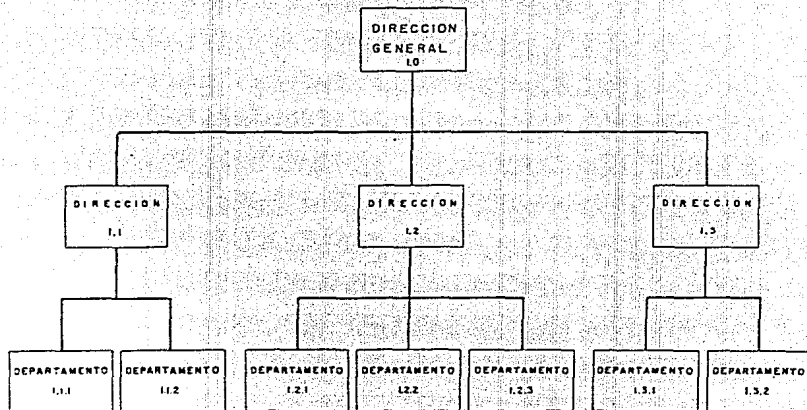 DIRECCION
GENERAL
1.0
DIRECCION
1.1
DIRECCION
1.2
DIRECCION
1.3
DEPARTAMENTO
1.1.1
DEPARTAMENTO
1.1.2
DEPARTAMENTO
1.2.1
DEPARTAMENTO
1.2.2
DEPARTAMENTO
1.2.3
DEPARTAMENTO
1.3.1
DEPARTAMENTO
1.3.2